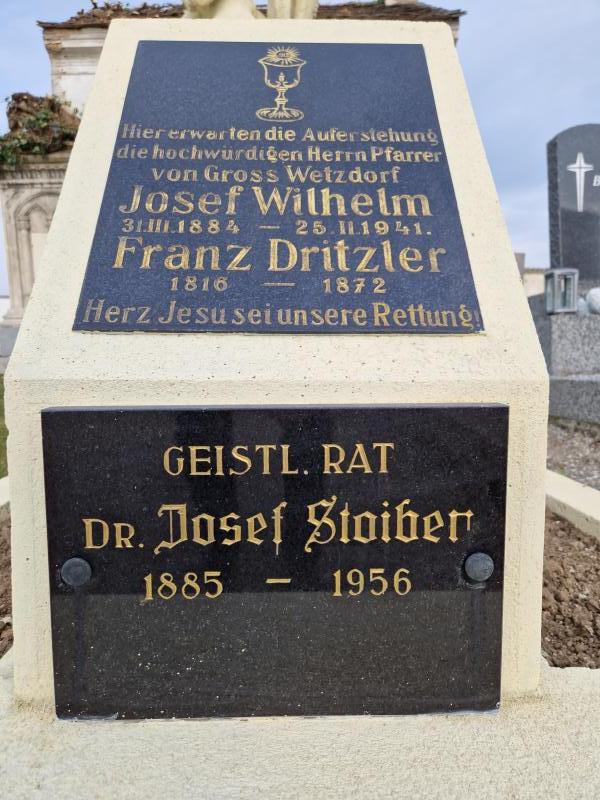 Hier erwarten die Auferstehung
die hochwürdigen Herrn Pfarrer
von Gross Wetzdorf
Josef Wilhelm
31.III.1884 — 25.II.1941.
Franz Dritzler
1816 — 1872
Herz Jesu sei unsere Rettung!
GEISTL. RAT
DR. Josef Stoiber
1885 — 1956